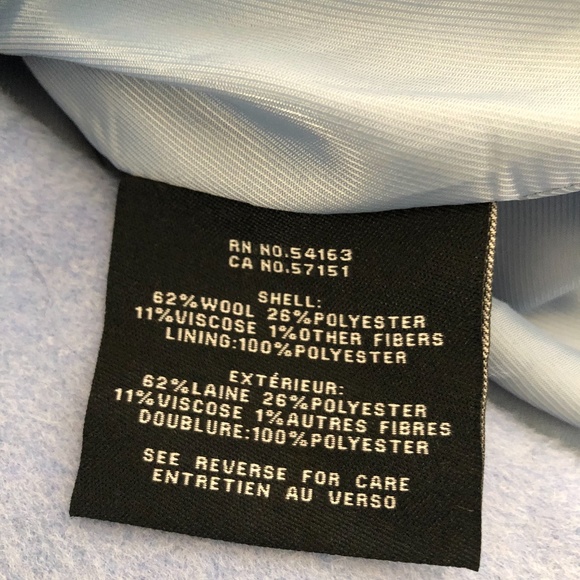 RN NO.54163
CA NO.57151
SHELL:
62%WOOL 26%POLYESTER
11%VISCOSE 1%OTHER FIBERS
LINING:100%POLYESTER
EXTÉRIEUR:
62%LAINE 26%POLYESTER
11%VISCOSE 1%AUTRES FIBRES
DOUBLURE:100%POLYESTER
SEE REVERSE FOR CARE
ENTRETIEN AU VERSO